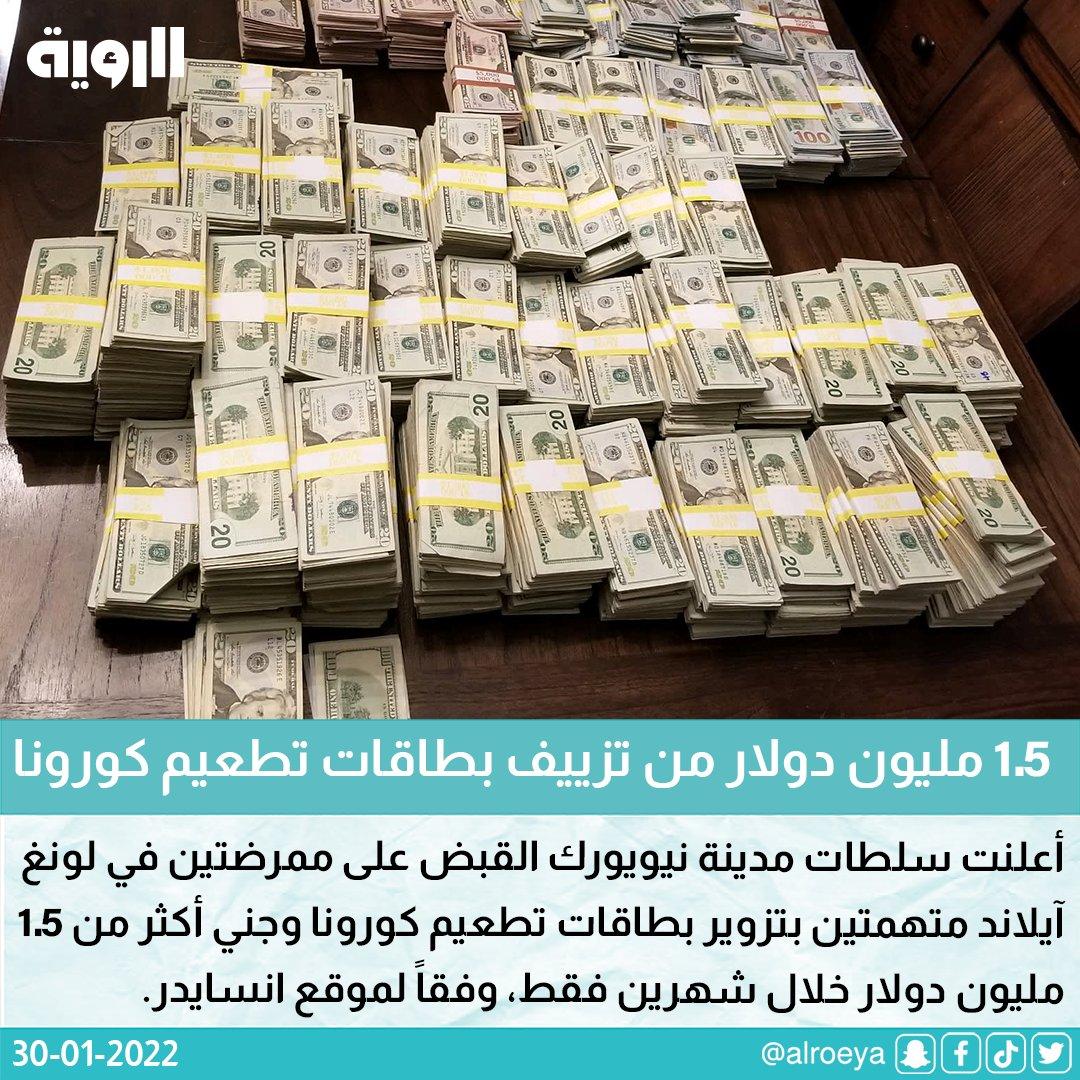 الرؤية
1.5 مليون دولار من تزييف بطاقات تطعيم كورونا
أعلنت سلطات مدينة نيويورك القبض على ممرضتين في لونغ
آيلاند متهمتين بتزوير بطاقات تطعيم كورونا وجني أكثر من 1.5
مليون دولار خلال شهرين فقط، وفقاً لموقع انسايدر.
30-01-2022
@alroeya